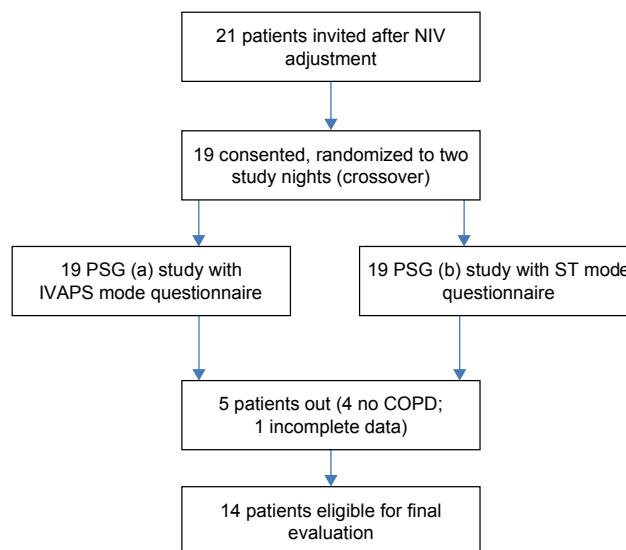 21 patients invited after NIV
adjustment
19 consented, randomized to two
study nights (crossover)
19 PSG (a) study with
IVAPS mode questionnaire
19 PSG (b) study with ST mode
questionnaire
5 patients out (4 no COPD;
1 incomplete data)
14 patients eligible for final
evaluation